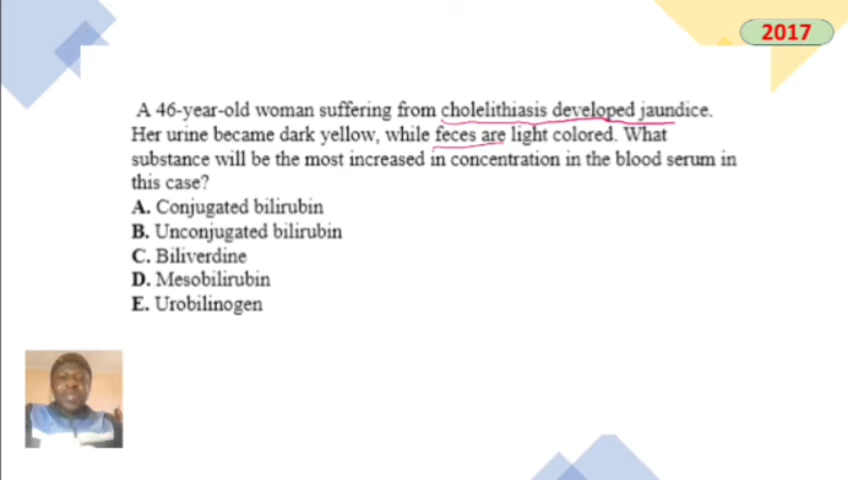 2017
A 46-year-old woman suffering from cholelithiasis developed jaundice.
Her urine became dark yellow, while feces are light colored. What
substance will be the most increased in concentration in the blood serum in
this case?
A. Conjugated bilirubin
B. Unconjugated bilirubin
C. Biliverdine
D. Mesobilirubin
E. Urobilinogen